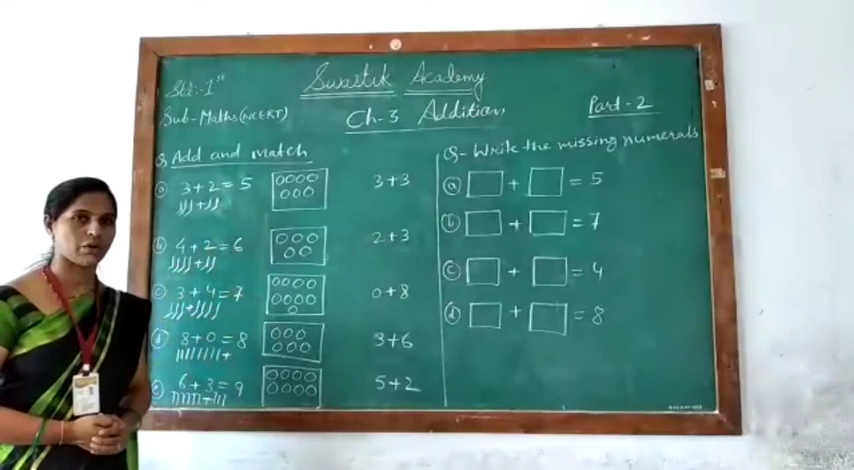 Std:-1st
Swastik Academy
Sub-Maths(NCERT)
Ch-3 Addition
Part-2
Q Add and match
(a) 3+2=5
3+3
(b) 4+2=6
2+3
(c) 3+4=7
0+8
(d) 8+0=8
3+6
(e) 6+3=9
5+2
Q- Write the missing numerals
(a) + = 5
(b) + = 7
(c) + = 4
(d) + = 8